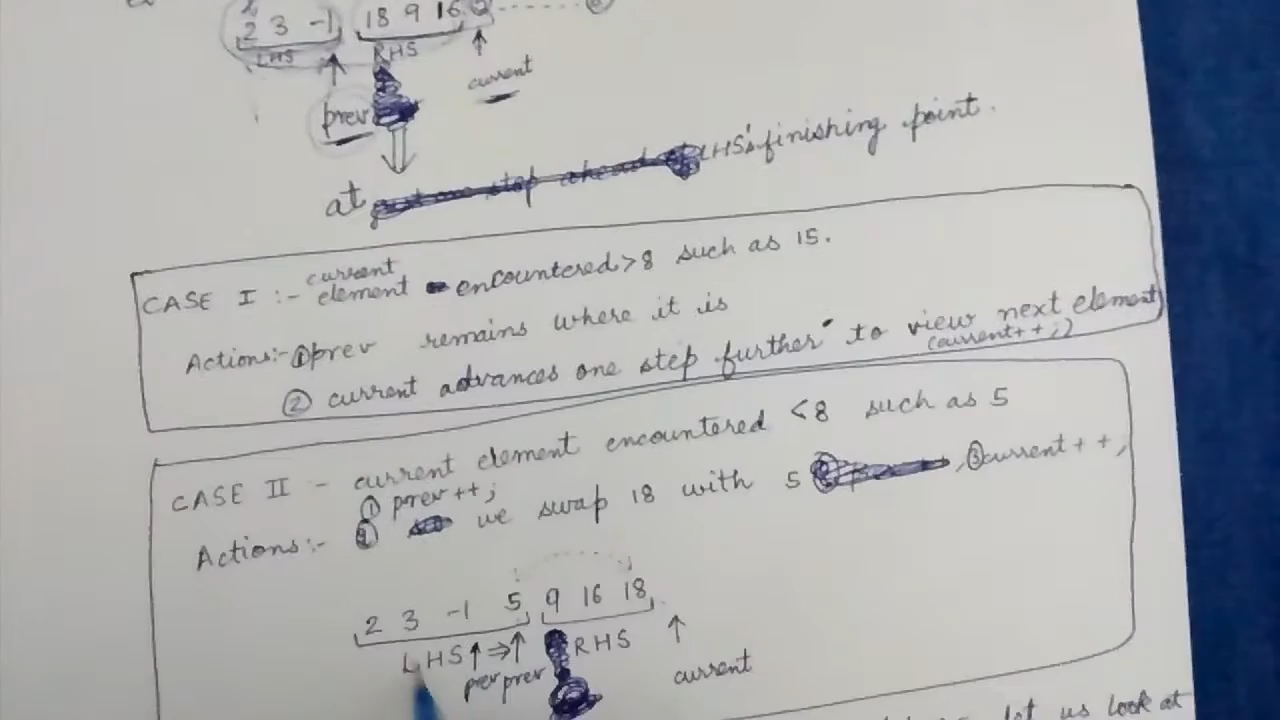 2 3 -1 18 9 16
LHS RHS
prev
current
at LHS's finishing point.
CASE I :- current element encountered > 8 such as 15.
Actions:- ① prev remains where it is
② current advances one step further to view next element
(current++;)
CASE II - current element encountered < 8 such as 5
① prev ++;
Actions:- ② we swap 18 with 5, ③ current ++,
2 3 -1 5 9 16 18
LHS ↑ ⇒ ↑ RHS ↑
prev prev current
let us look at